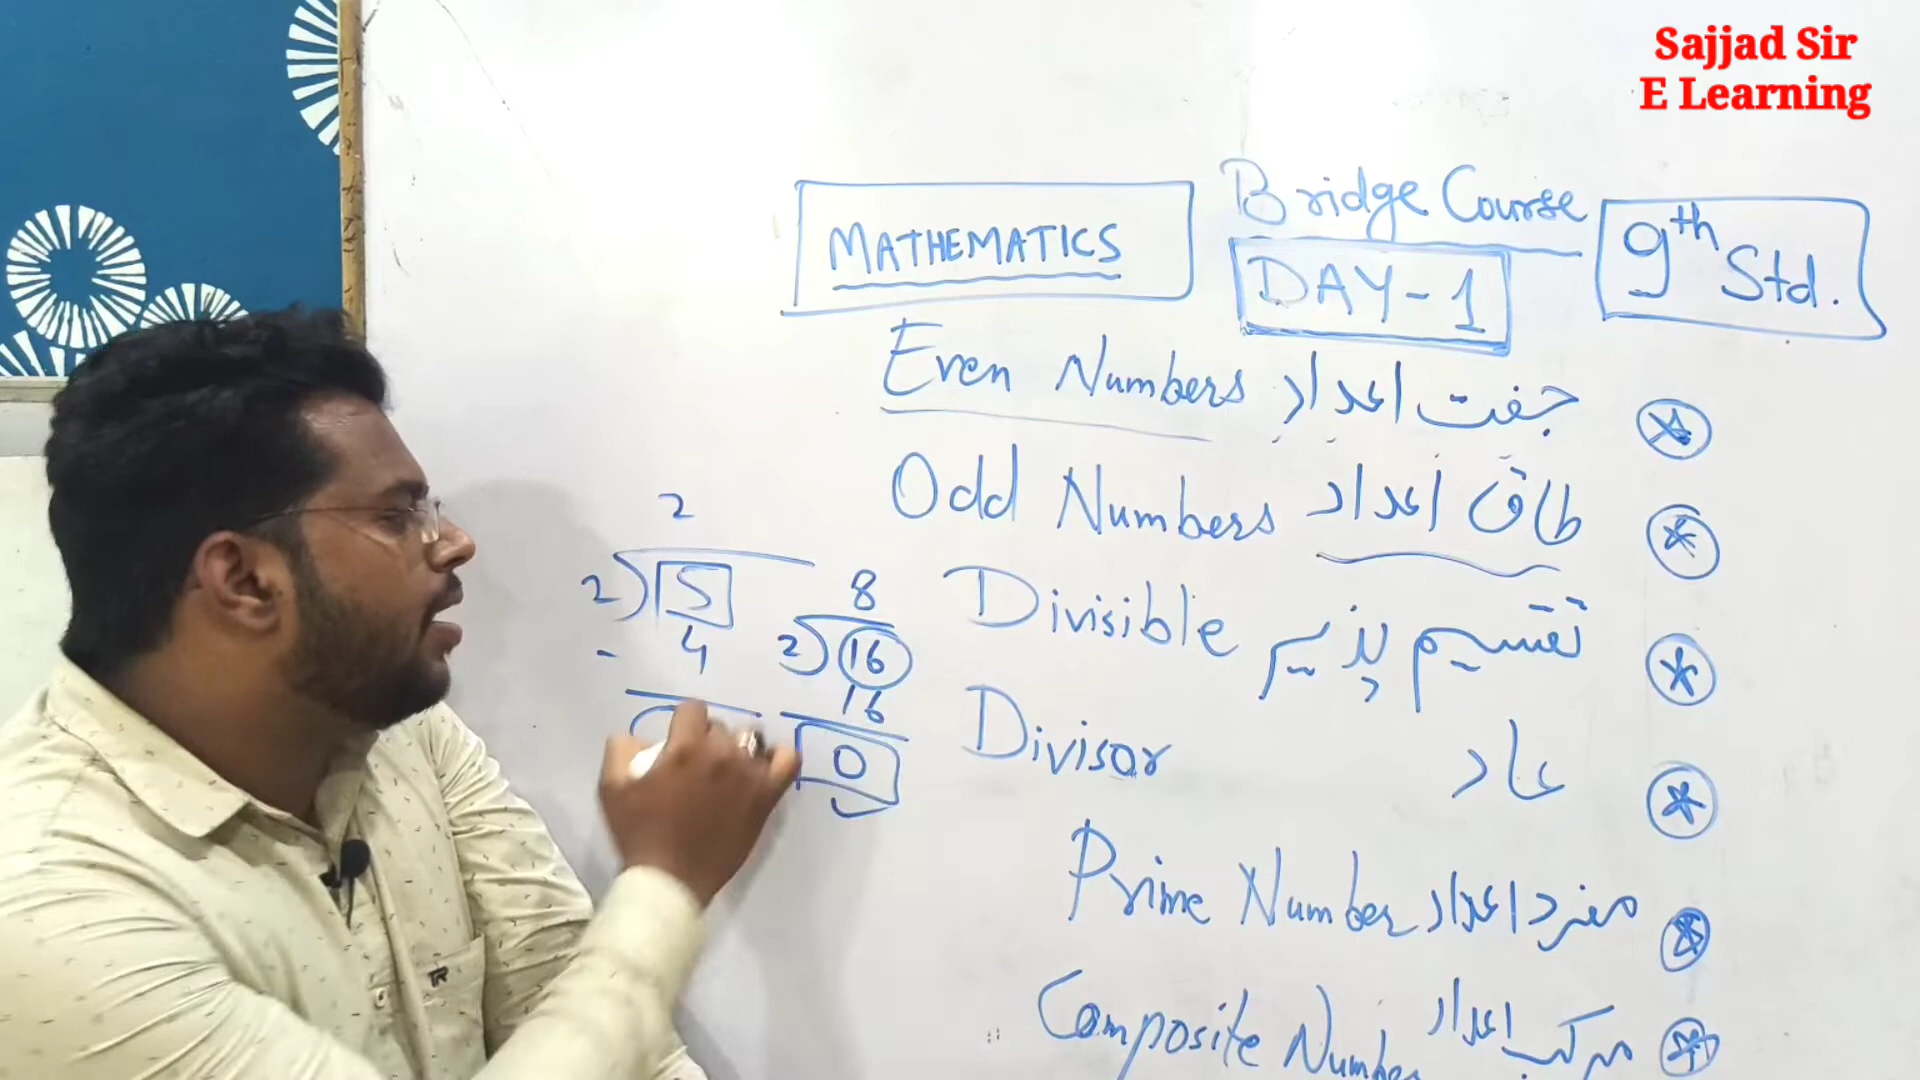 Sajjad Sir
E Learning
MATHEMATICS
Bridge Course
DAY-1
9th Std.
Even Numbers جفت اعداد
Odd Numbers طاق اعداد
Divisible تقسیم پذیر
Divisor عاد
Prime Number مفرد اعداد
Composite Number مرکب اعداد
2
2) 5
- 4
8
2) 16
16
0
TR